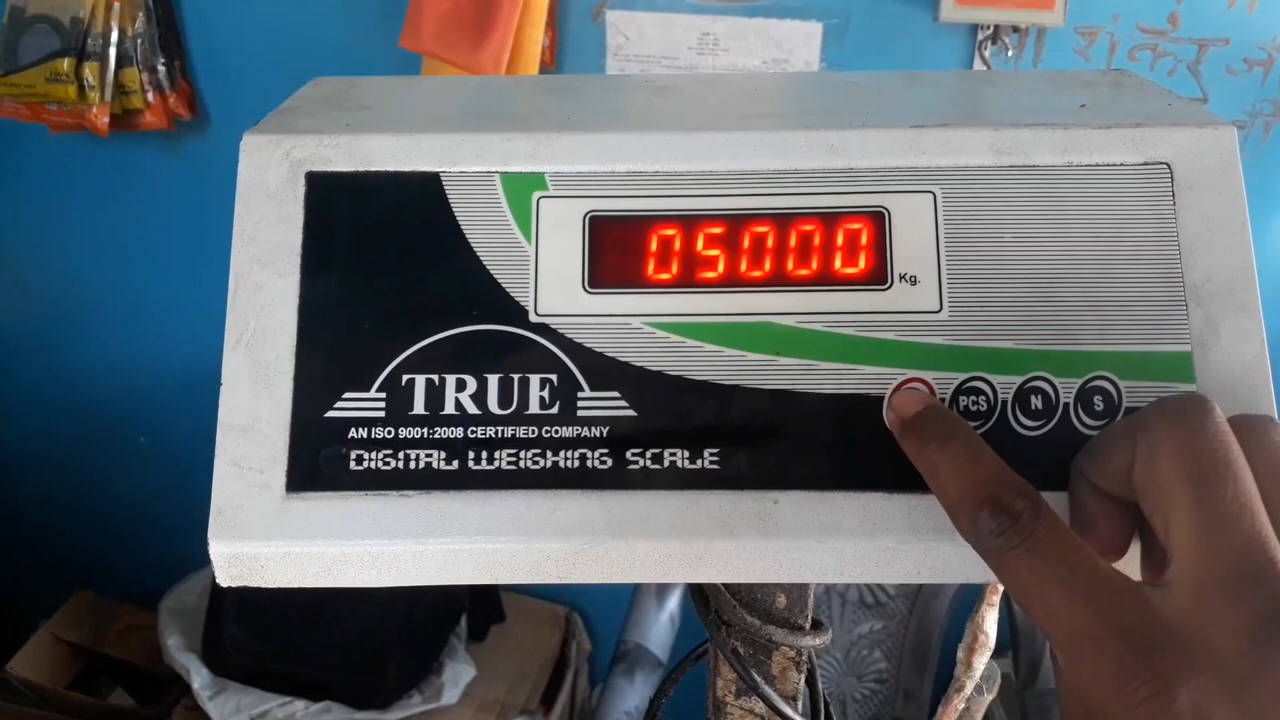 05000
Kg.
TRUE
AN ISO 9001:2008 CERTIFIED COMPANY
DIGITAL WEIGHING SCALE
PCS N S